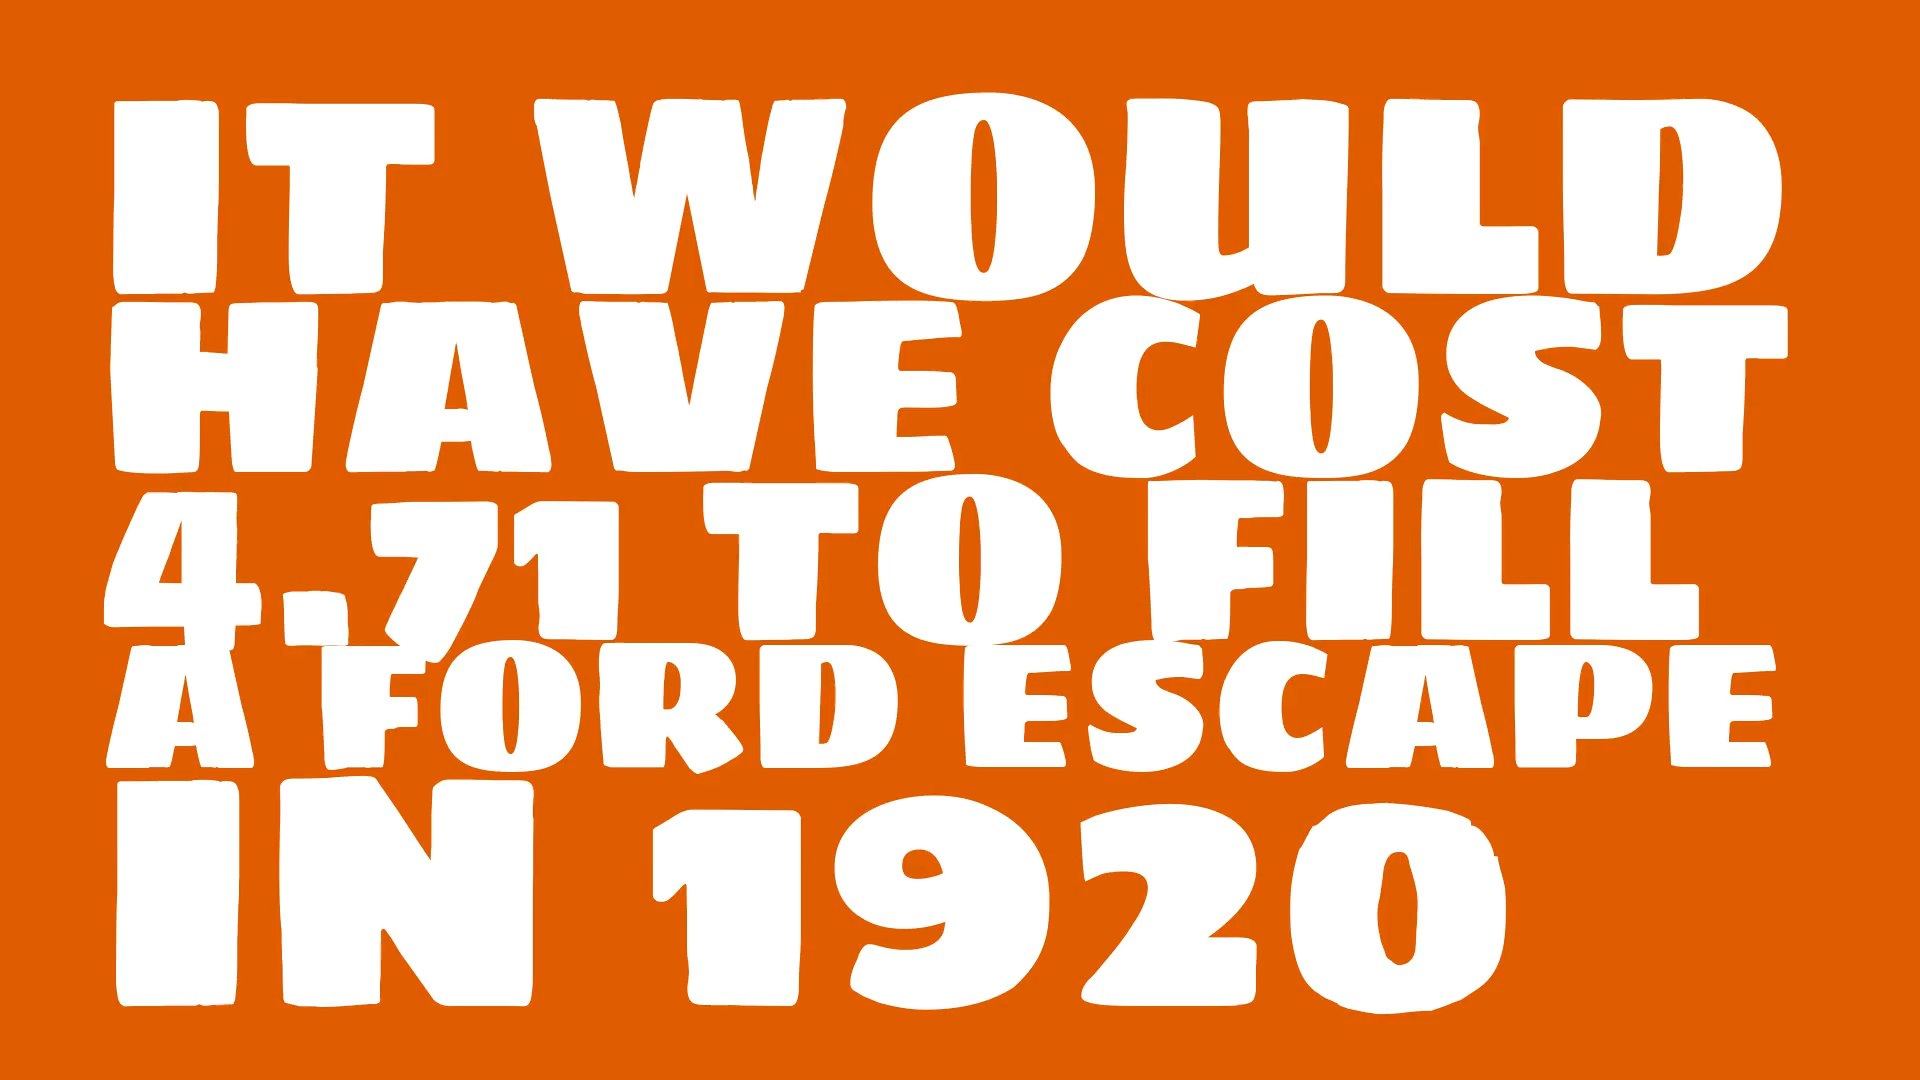 IT WOULD
HAVE COST
4.71 TO FILL
A FORD ESCAPE
IN 1920